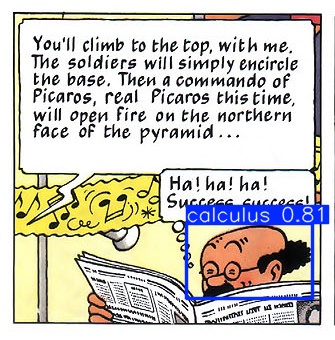 You'll climb to the top, with me.
The soldiers will simply encircle
the base. Then a commando of
Picaros, real Picaros this time,
will open fire on the northern
face of the pyramid...
Ha! ha! ha!
Success, success!
calculus 0.81